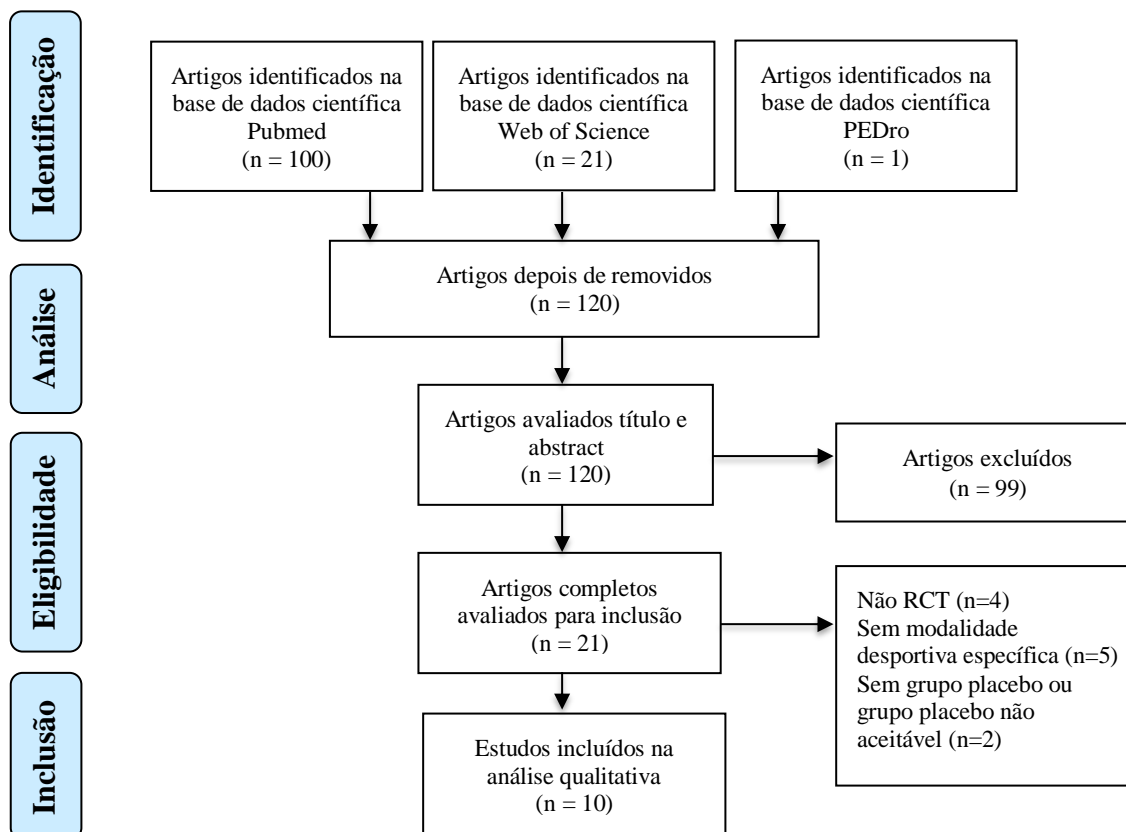 Identificação
Artigos identificados na
base de dados científica
Pubmed
(n = 100)
Artigos identificados na
base de dados científica
Web of Science
(n = 21)
Artigos identificados na
base de dados científica
PEDro
(n = 1)
Análise
Artigos depois de removidos
(n = 120)
Eligibilidade
Artigos avaliados título e
abstract
(n = 120)
Artigos excluídos
(n = 99)
Artigos completos
avaliados para inclusão
(n = 21)
Não RCT (n=4)
Sem modalidade
desportiva específica (n=5)
Sem grupo placebo ou
grupo placebo não
aceitável (n=2)
Inclusão
Estudos incluídos na
análise qualitativa
(n = 10)